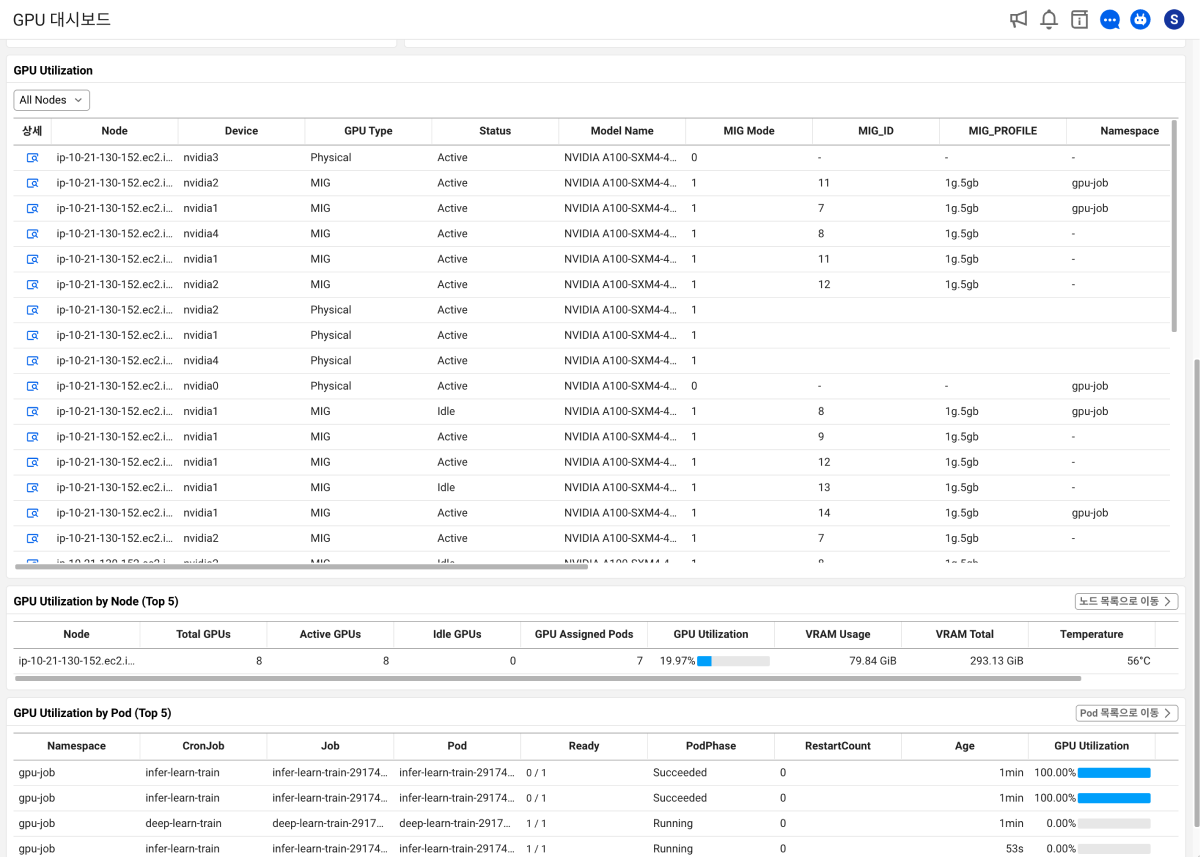 GPU 대시보드
S
GPU Utilization
All Nodes
상세 Node Device GPU Type Status Model Name MIG Mode MIG_ID MIG_PROFILE Namespace
ip-10-21-130-152.ec2.i... nvidia3 Physical Active NVIDIA A100-SXM4-4... 0 - - -
ip-10-21-130-152.ec2.i... nvidia2 MIG Active NVIDIA A100-SXM4-4... 1 11 1g.5gb gpu-job
ip-10-21-130-152.ec2.i... nvidia1 MIG Active NVIDIA A100-SXM4-4... 1 7 1g.5gb gpu-job
ip-10-21-130-152.ec2.i... nvidia4 MIG Active NVIDIA A100-SXM4-4... 1 8 1g.5gb -
ip-10-21-130-152.ec2.i... nvidia1 MIG Active NVIDIA A100-SXM4-4... 1 11 1g.5gb -
ip-10-21-130-152.ec2.i... nvidia2 MIG Active NVIDIA A100-SXM4-4... 1 12 1g.5gb -
ip-10-21-130-152.ec2.i... nvidia2 Physical Active NVIDIA A100-SXM4-4... 1
ip-10-21-130-152.ec2.i... nvidia1 Physical Active NVIDIA A100-SXM4-4... 1
ip-10-21-130-152.ec2.i... nvidia4 Physical Active NVIDIA A100-SXM4-4... 1
ip-10-21-130-152.ec2.i... nvidia0 Physical Active NVIDIA A100-SXM4-4... 0 - - gpu-job
ip-10-21-130-152.ec2.i... nvidia1 MIG Idle NVIDIA A100-SXM4-4... 1 8 1g.5gb gpu-job
ip-10-21-130-152.ec2.i... nvidia1 MIG Active NVIDIA A100-SXM4-4... 1 9 1g.5gb -
ip-10-21-130-152.ec2.i... nvidia1 MIG Active NVIDIA A100-SXM4-4... 1 12 1g.5gb -
ip-10-21-130-152.ec2.i... nvidia1 MIG Idle NVIDIA A100-SXM4-4... 1 13 1g.5gb -
ip-10-21-130-152.ec2.i... nvidia1 MIG Active NVIDIA A100-SXM4-4... 1 14 1g.5gb gpu-job
ip-10-21-130-152.ec2.i... nvidia2 MIG Active NVIDIA A100-SXM4-4... 1 7 1g.5gb -
GPU Utilization by Node (Top 5) 노드 목록으로 이동
Node Total GPUs Active GPUs Idle GPUs GPU Assigned Pods GPU Utilization VRAM Usage VRAM Total Temperature
ip-10-21-130-152.ec2.i... 8 8 0 7 19.97% 79.84 GiB 293.13 GiB 56°C
GPU Utilization by Pod (Top 5) Pod 목록으로 이동
Namespace CronJob Job Pod Ready PodPhase RestartCount Age GPU Utilization
gpu-job infer-learn-train infer-learn-train-29174... infer-learn-train-29174... 0 / 1 Succeeded 0 1min 100.00%
gpu-job infer-learn-train infer-learn-train-29174... infer-learn-train-29174... 0 / 1 Succeeded 0 1min 100.00%
gpu-job deep-learn-train deep-learn-train-2917... deep-learn-train-2917... 1 / 1 Running 0 1min 0.00%
gpu-job infer-learn-train infer-learn-train-29174... infer-learn-train-29174... 1 / 1 Running 0 53s 0.00%